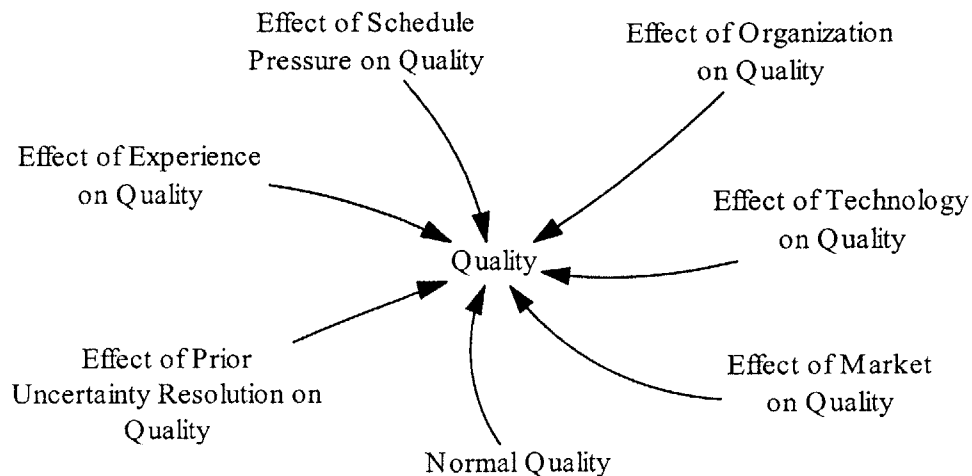 Effect of Schedule
Pressure on Quality
Effect of Organization
on Quality
Effect of Experience
on Quality
Effect of Technology
on Quality
Quality
Effect of Prior
Uncertainty Resolution on
Quality
Effect of Market
on Quality
Normal Quality